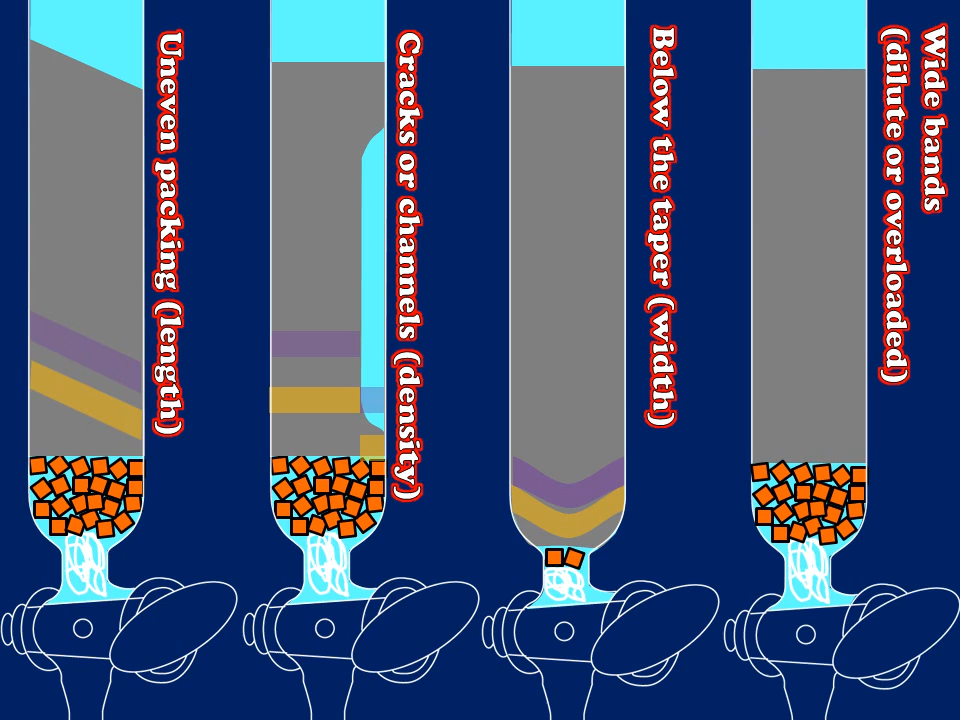 Uneven packing (length)
Cracks or channels (density)
Below the taper (width)
Wide bands
(dilute or overloaded)